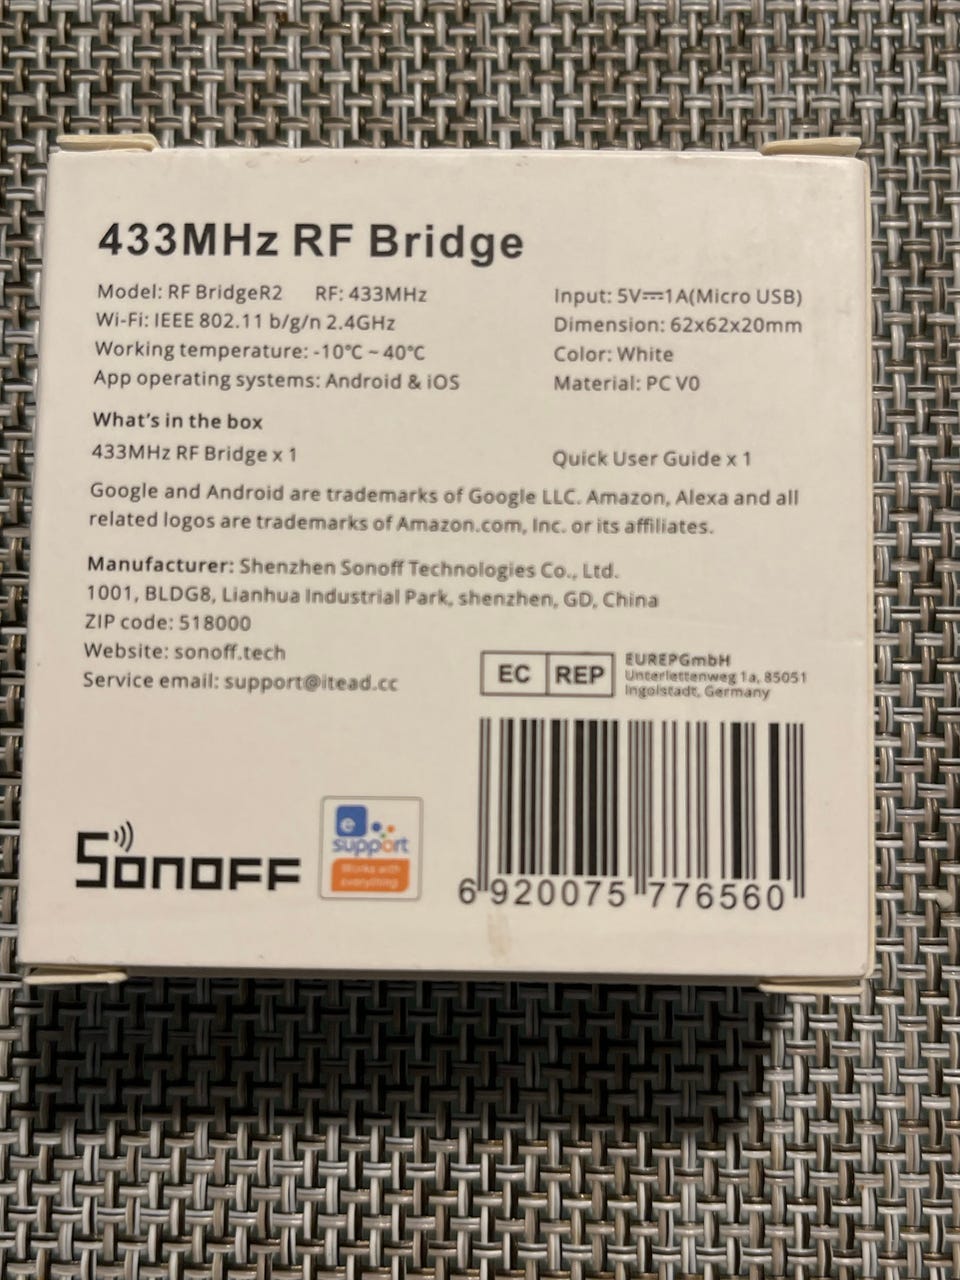 433MHz RF Bridge
Model: RF BridgeR2 RF: 433MHz
Input: 5V⎓1A(Micro USB)
Wi-Fi: IEEE 802.11 b/g/n 2.4GHz
Dimension: 62x62x20mm
Working temperature: -10℃ ~ 40℃
Color: White
App operating systems: Android & iOS
Material: PC V0
What's in the box
433MHz RF Bridge x 1
Quick User Guide x 1
Google and Android are trademarks of Google LLC. Amazon, Alexa and all
related logos are trademarks of Amazon.com, Inc. or its affiliates.
Manufacturer: Shenzhen Sonoff Technologies Co., Ltd.
1001, BLDG8, Lianhua Industrial Park, shenzhen, GD, China
ZIP code: 518000
Website: sonoff.tech
Service email: support@itead.cc
EC REP
EUREPGmbH
Unterlettenweg 1a, 85051
Ingolstadt, Germany
SONOFF
e
support
Works with
everything
6 920075 776560